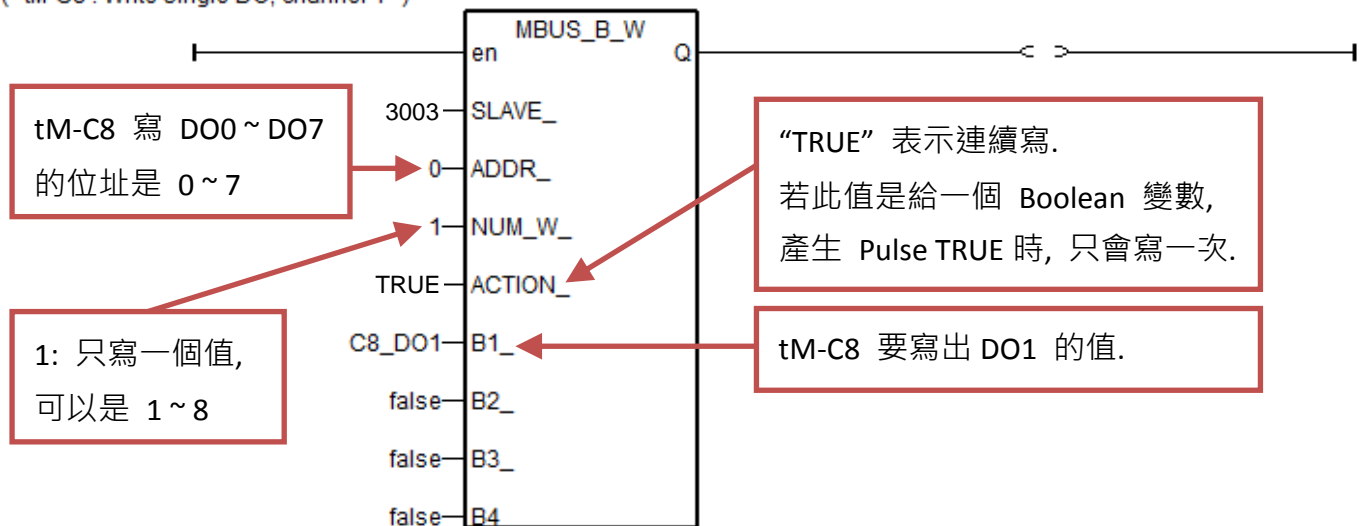 MBUS_B_W
en
Q
3003
SLAVE_
0
ADDR_
1
NUM_W_
TRUE
ACTION_
C8_DO1
B1_
false
B2_
false
B3_
false
B4
tM-C8 寫 DO0 ~ DO7
的位址是 0 ~ 7
1: 只寫一個值,
可以是 1 ~ 8
“TRUE” 表示連續寫.
若此值是給一個 Boolean 變數,
產生 Pulse TRUE 時, 只會寫一次.
tM-C8 要寫出 DO1 的值.